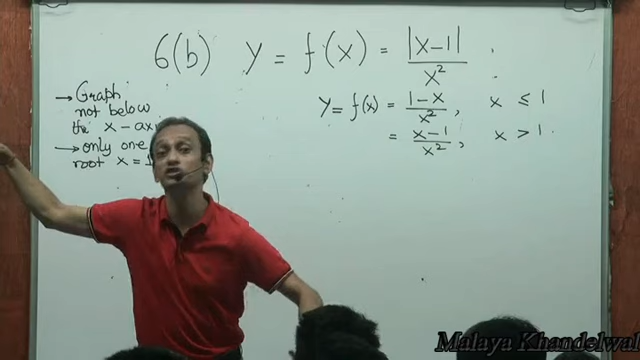 6(b) y = f(x) = |x-1| / x²
→ Graph
not below
the x-ax
→ only one
root x = 1
y = f(x) = (1-x) / x² , x ≤ 1
= (x-1) / x² , x > 1.
Malaya Khandelwal